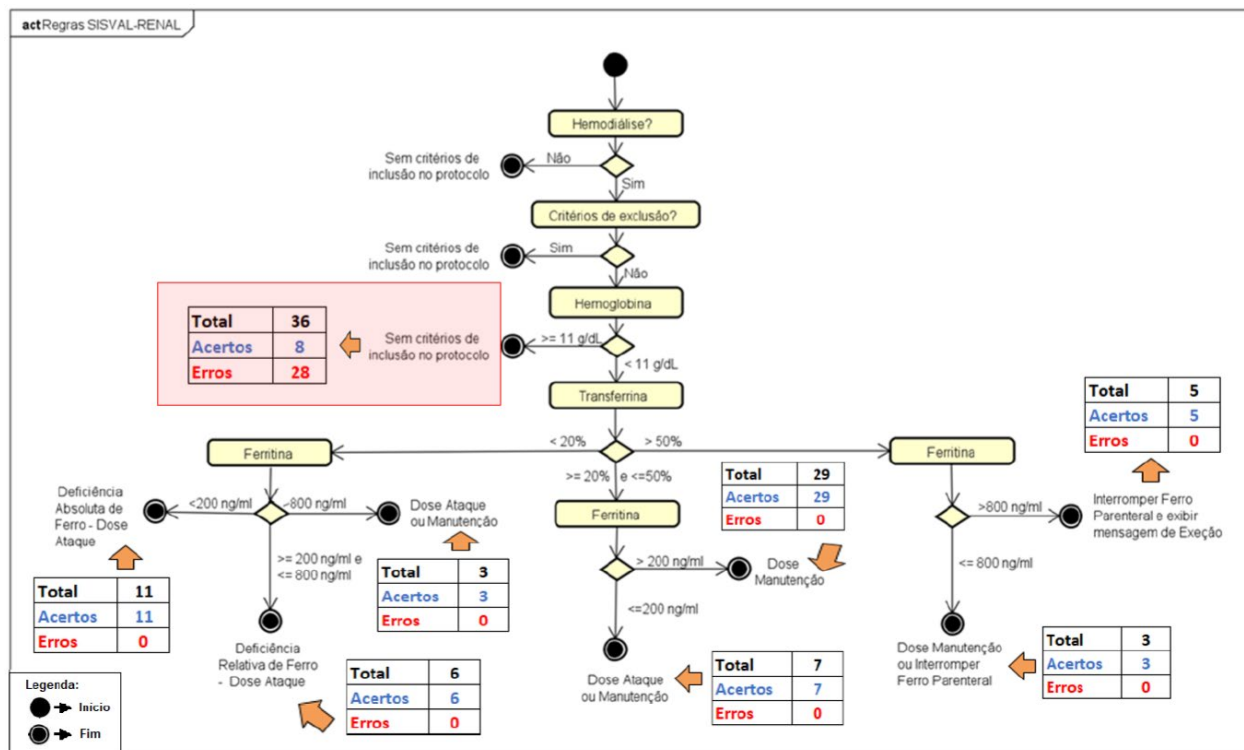 act Regras SISVAL-RENAL
Hemodiálise?
Não
Sem critérios de
inclusão no protocolo
Sim
Critérios de exclusão?
Sim
Sem critérios de
inclusão no protocolo
Não
Hemoglobina
>= 11 g/dL
Sem critérios de
inclusão no protocolo
Total 36
Acertos 8
Erros 28
< 11 g/dL
Transferrina
< 20%
> 50%
>= 20% e <=50%
Ferritina
<200 ng/ml
Deficiência
Absoluta de
Ferro - Dose
Ataque
Total 11
Acertos 11
Erros 0
800 ng/ml
Dose Ataque
ou Manutenção
Total 3
Acertos 3
Erros 0
>= 200 ng/ml e
<= 800 ng/ml
Deficiência
Relativa de Ferro
- Dose Ataque
Total 6
Acertos 6
Erros 0
Ferritina
> 200 ng/ml
Dose
Manutenção
Total 29
Acertos 29
Erros 0
<=200 ng/ml
Dose Ataque
ou Manutenção
Total 7
Acertos 7
Erros 0
Ferritina
>800 ng/ml
Interromper Ferro
Parenteral e exibir
mensagem de Exeção
Total 5
Acertos 5
Erros 0
<= 800 ng/ml
Dose Manutenção
ou Interromper
Ferro Parenteral
Total 3
Acertos 3
Erros 0
Legenda:
Início
Fim